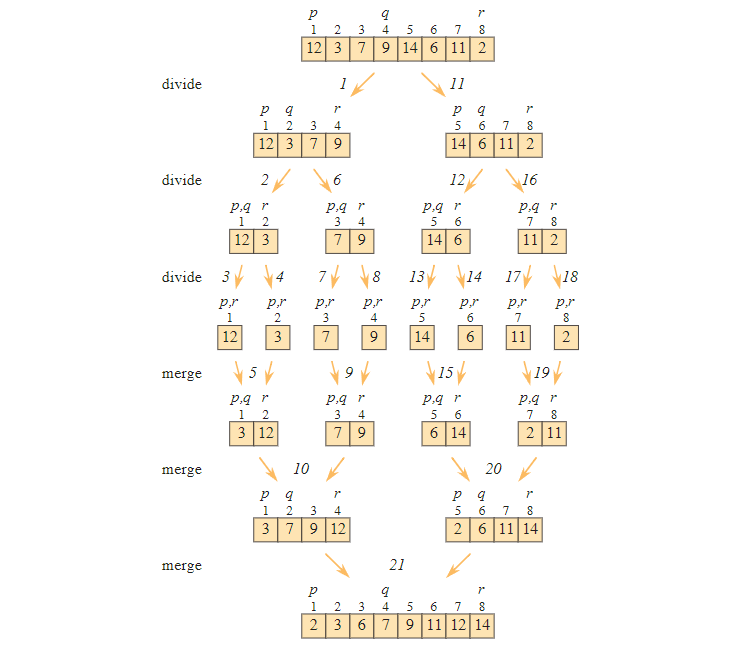 p q r
1 2 3 4 5 6 7 8
12 3 7 9 14 6 11 2
divide 1 11
p q r p q r
1 2 3 4 5 6 7 8
12 3 7 9 14 6 11 2
divide 2 6 12 16
p,q r p,q r p,q r p,q r
1 2 3 4 5 6 7 8
12 3 7 9 14 6 11 2
divide 3 4 7 8 13 14 17 18
p,r p,r p,r p,r p,r p,r p,r p,r
1 2 3 4 5 6 7 8
12 3 7 9 14 6 11 2
merge 5 9 15 19
p,q r p,q r p,q r p,q r
1 2 3 4 5 6 7 8
3 12 7 9 6 14 2 11
merge 10 20
p q r p q r
1 2 3 4 5 6 7 8
3 7 9 12 2 6 11 14
merge 21
p q r
1 2 3 4 5 6 7 8
2 3 6 7 9 11 12 14